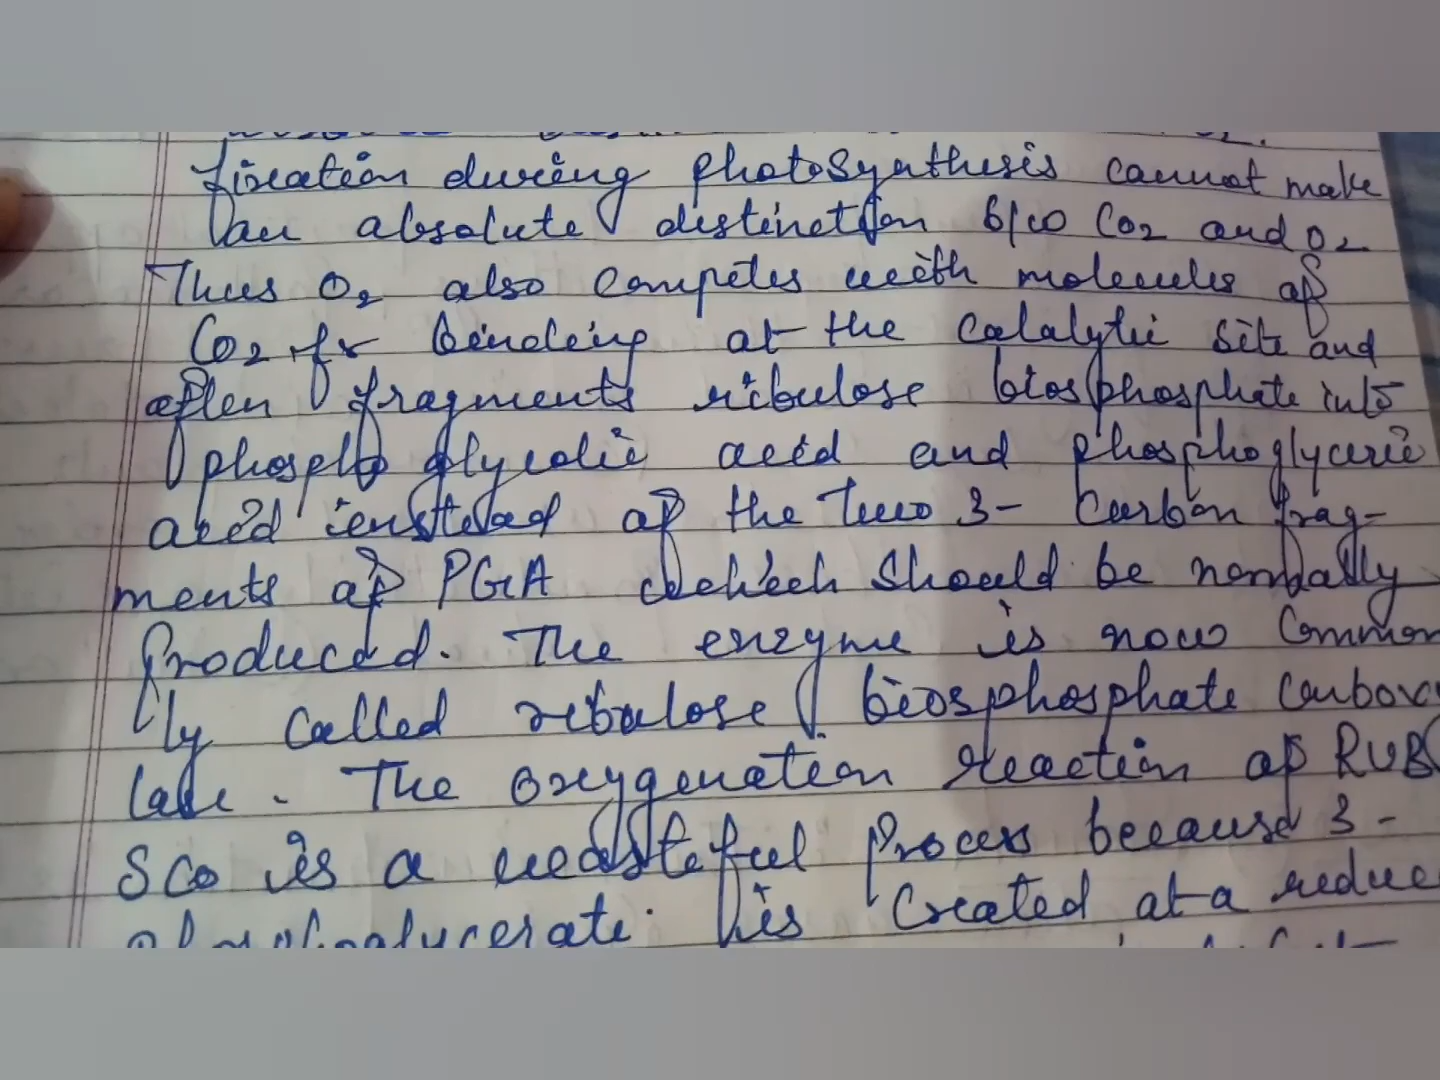 fixation during photosynthesis cannot make
an absolute distinction b/w CO2 and O2
Thus O2 also competes with molecules of
CO2 for binding at the catalytic site and
often fragments ribulose biosphosphate into
phospho glycolic acid and phosphoglyceric
acid instead of the two 3- carbon frag-
ments of PGA which should be normally
Produced. The enzyme is now Common
ly called ribulose biosphosphate carboxy
lase. The oxygenation reaction of RUB
SCO is a wasteful Process because 3-
is created at a reduce